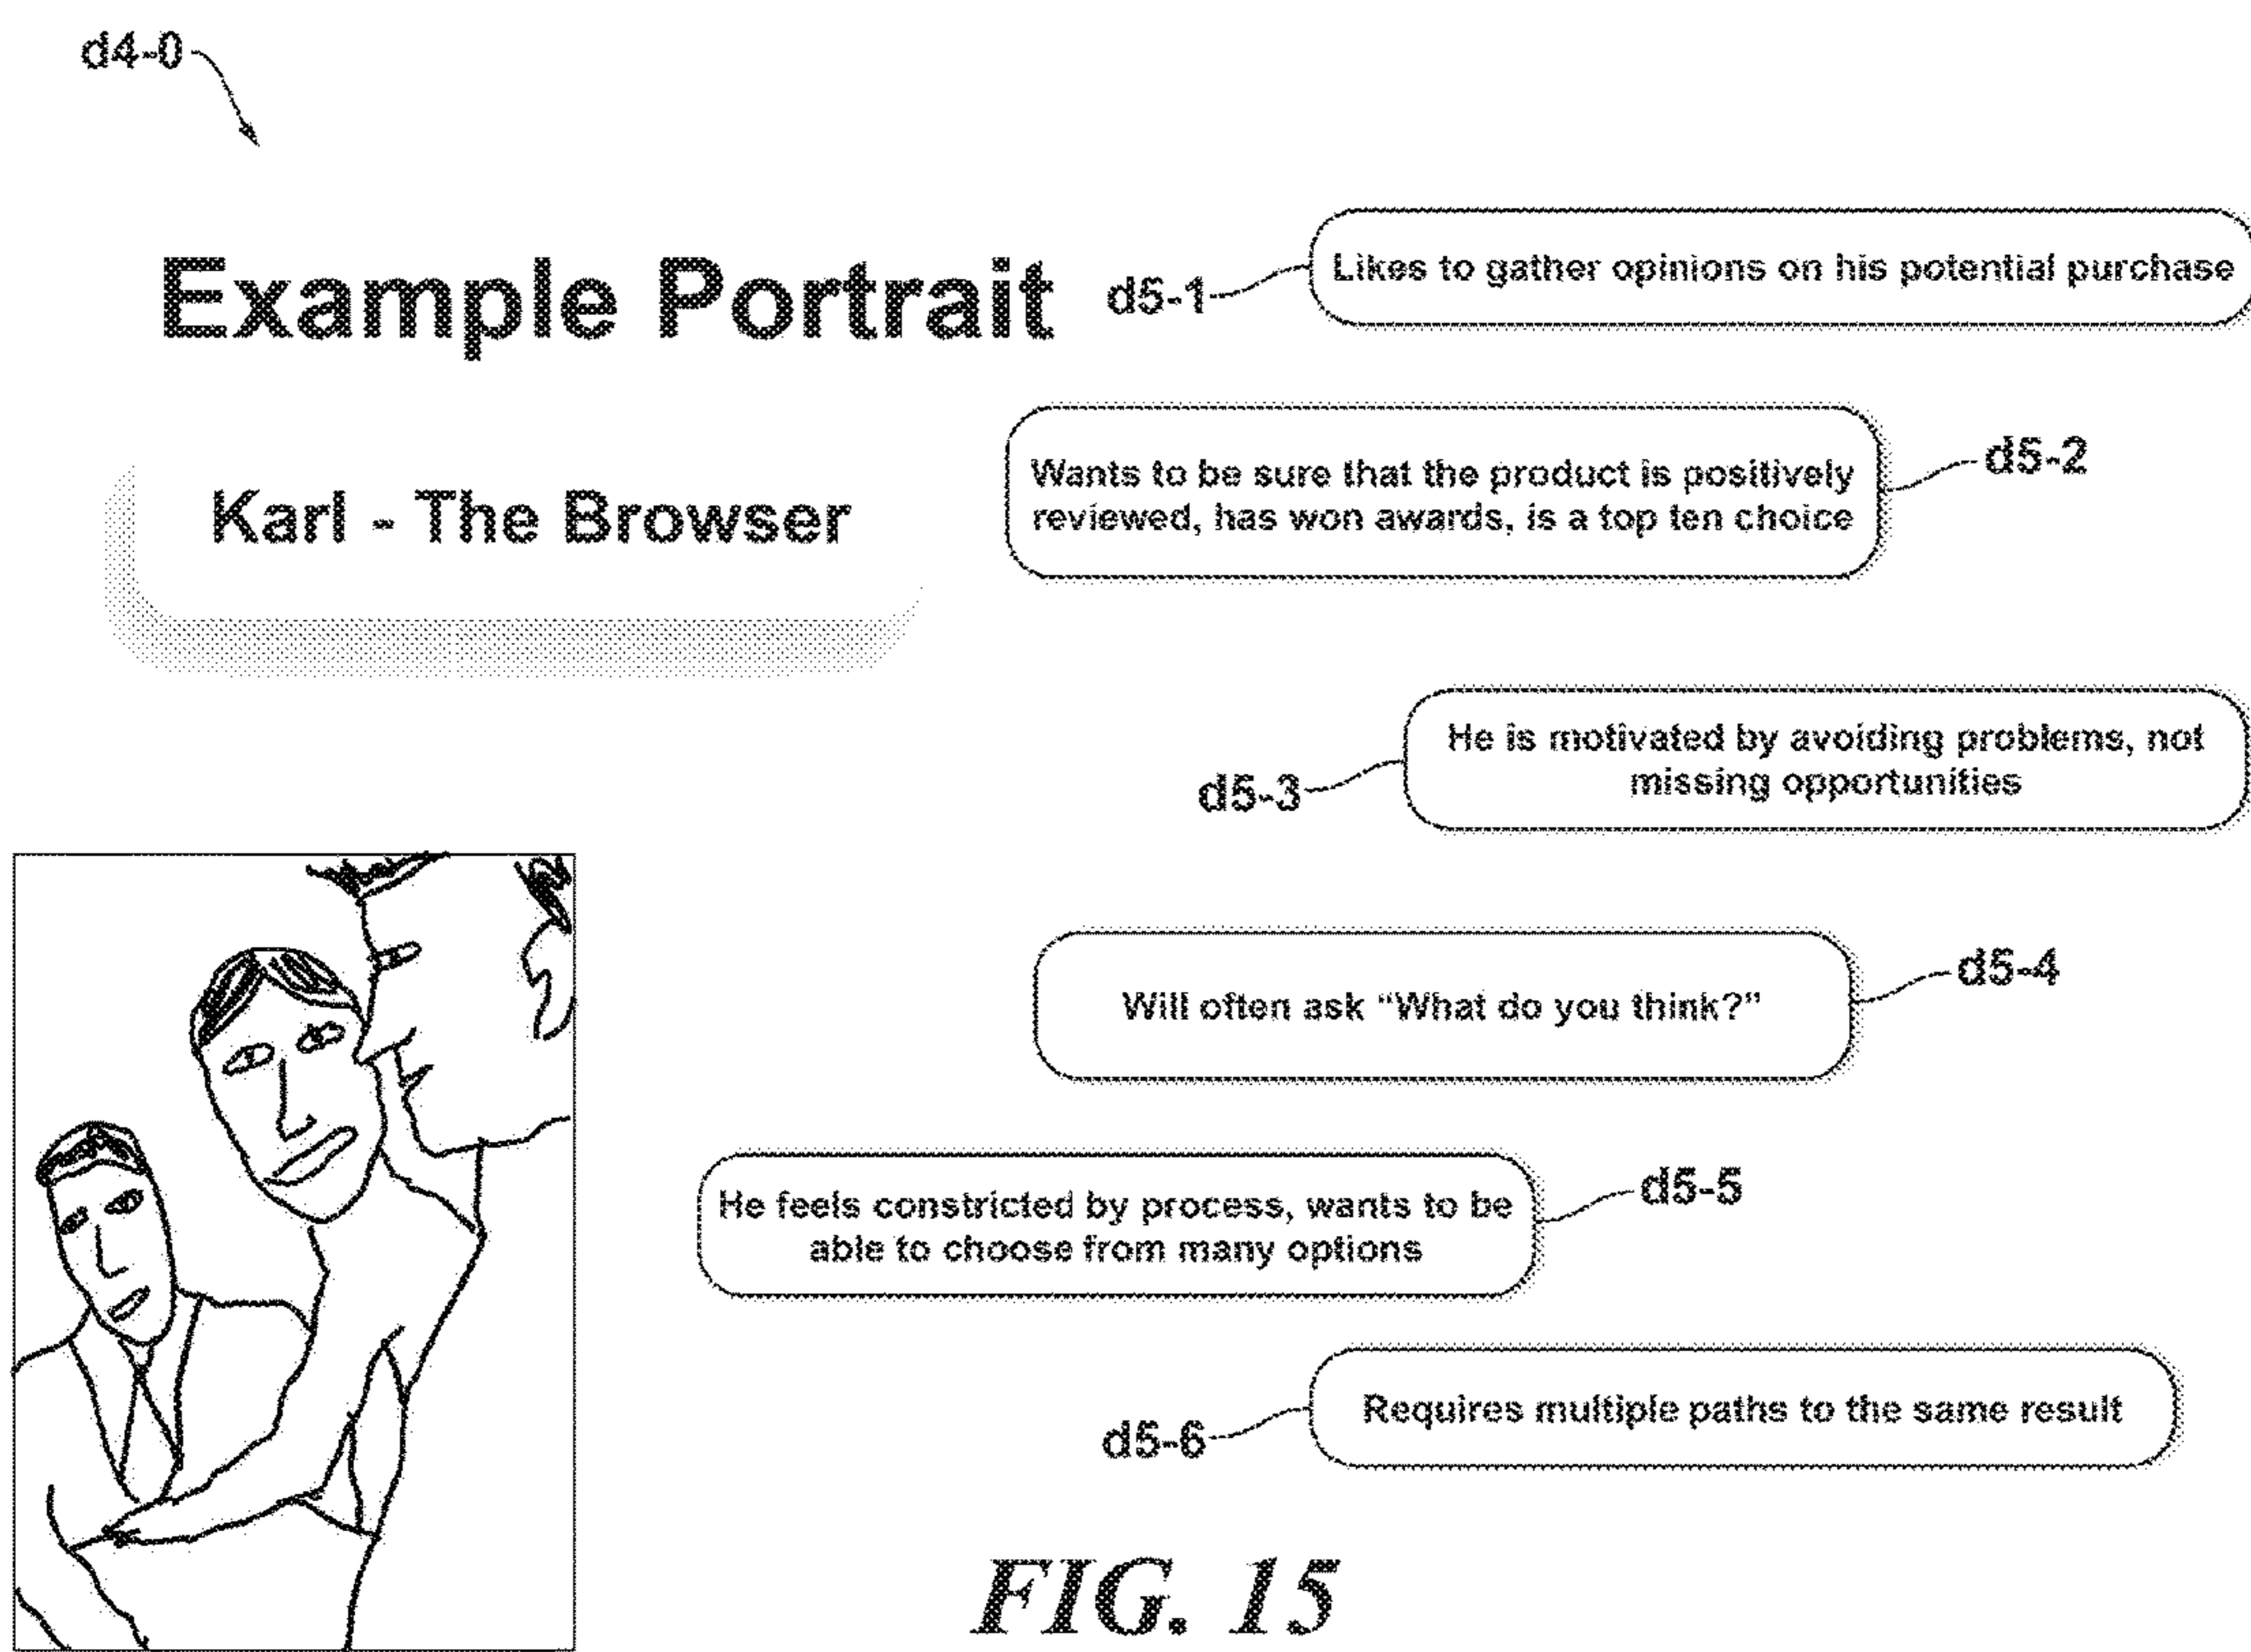 d4-0
Example Portrait
d5-1
Likes to gather opinions on his potential purchase
Karl - The Browser
Wants to be sure that the product is positively
reviewed, has won awards, is a top ten choice
d5-2
He is motivated by avoiding problems, not
missing opportunities
d5-3
Will often ask “What do you think?”
d5-4
He feels constricted by process, wants to be
able to choose from many options
d5-5
Requires multiple paths to the same result
d5-6
FIG. 15